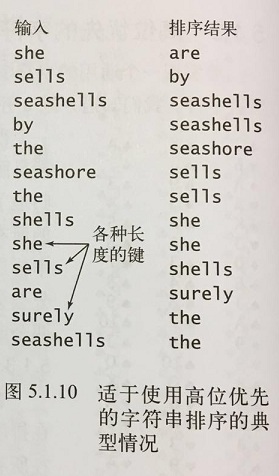 输入
she
sells
seashells
by
the
seashore
the
shells
she
sells
are
surely
seashells
各种长
度的键
排序结果
are
by
seashells
seashells
seashore
sells
sells
she
she
shells
surely
the
the
图 5.1.10 适于使用高位优先
的字符串排序的典
型情况